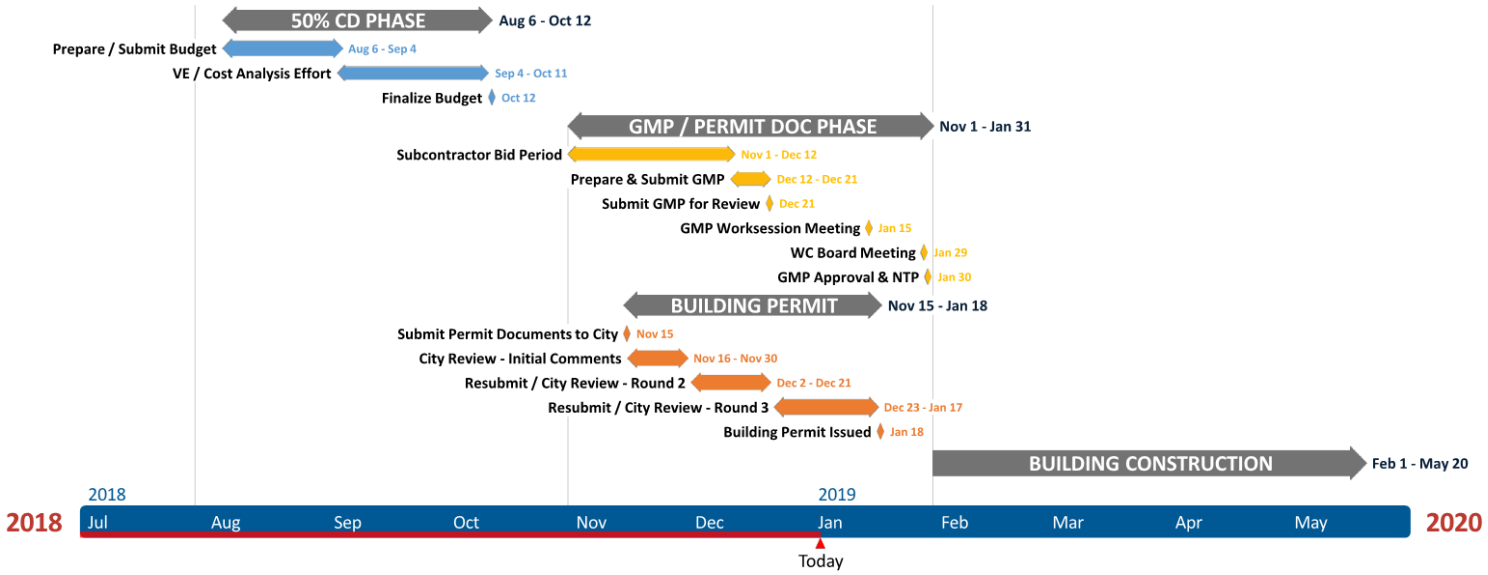 50% CD PHASE Aug 6 - Oct 12
Prepare / Submit Budget Aug 6 - Sep 4
VE / Cost Analysis Effort Sep 4 - Oct 11
Finalize Budget Oct 12
GMP / PERMIT DOC PHASE Nov 1 - Jan 31
Subcontractor Bid Period Nov 1 - Dec 12
Prepare & Submit GMP Dec 12 - Dec 21
Submit GMP for Review Dec 21
GMP Worksession Meeting Jan 15
WC Board Meeting Jan 29
GMP Approval & NTP Jan 30
BUILDING PERMIT Nov 15 - Jan 18
Submit Permit Documents to City Nov 15
City Review - Initial Comments Nov 16 - Nov 30
Resubmit / City Review - Round 2 Dec 2 - Dec 21
Resubmit / City Review - Round 3 Dec 23 - Jan 17
Building Permit Issued Jan 18
BUILDING CONSTRUCTION Feb 1 - May 20
2018 2019
2018 Jul Aug Sep Oct Nov Dec Jan Feb Mar Apr May 2020
Today